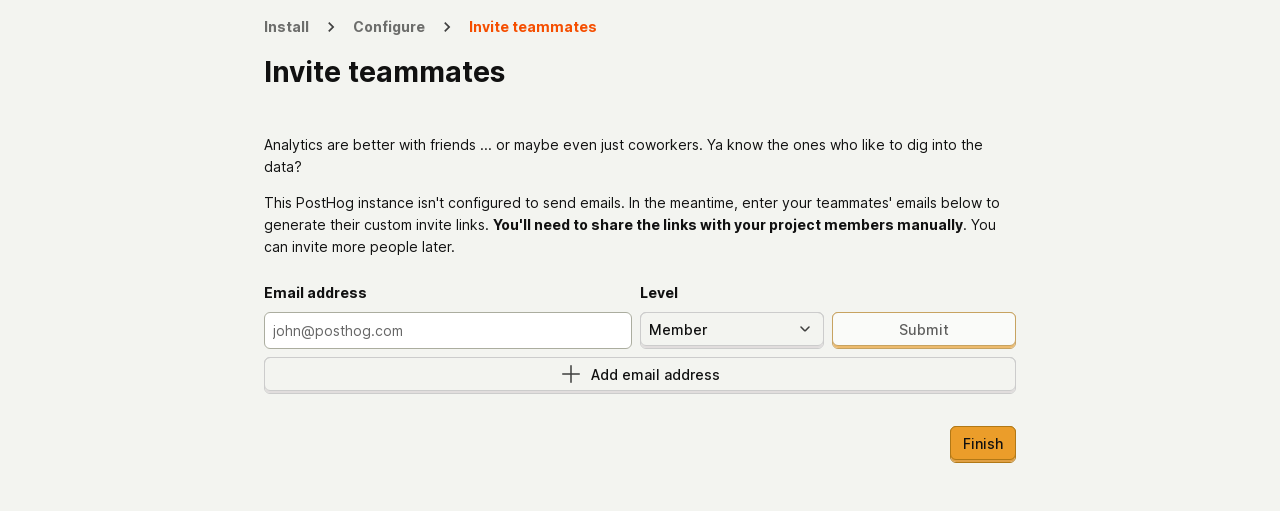 Install > Configure > Invite teammates
Invite teammates
Analytics are better with friends ... or maybe even just coworkers. Ya know the ones who like to dig into the
data?
This PostHog instance isn't configured to send emails. In the meantime, enter your teammates' emails below to
generate their custom invite links. You'll need to share the links with your project members manually. You
can invite more people later.
Email address Level
john@posthog.com Member Submit
Add email address
Finish